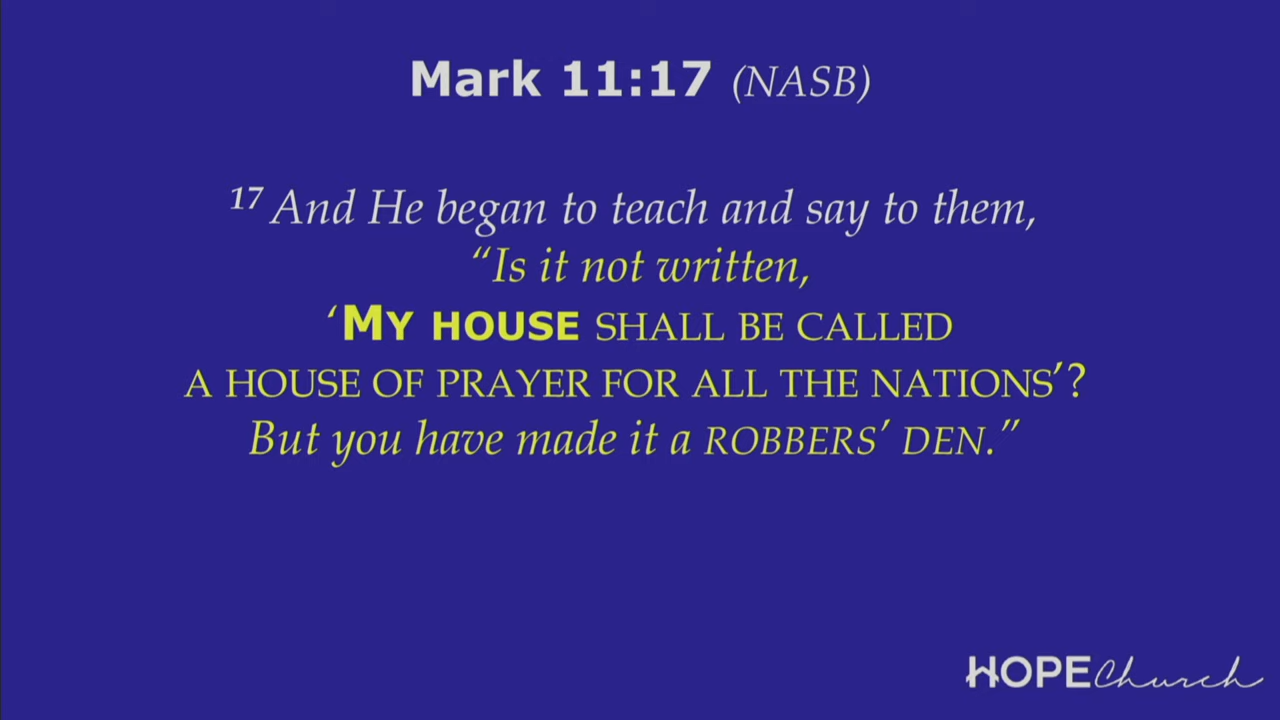 Mark 11:17 (NASB)
17 And He began to teach and say to them,
“Is it not written,
‘MY HOUSE SHALL BE CALLED
A HOUSE OF PRAYER FOR ALL THE NATIONS’?
But you have made it a ROBBERS’ DEN.”
HOPE Church